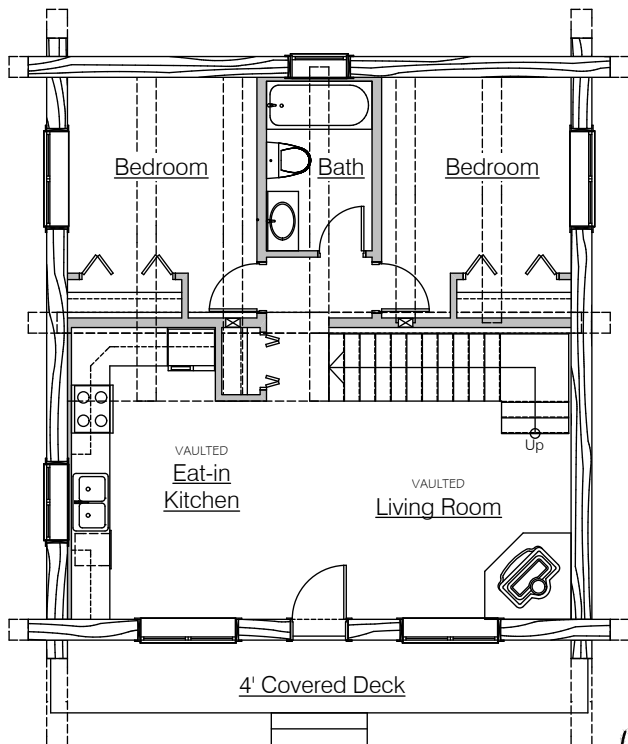 Bedroom
Bath
Bedroom
Up
VAULTED
Eat-in
Kitchen
VAULTED
Living Room
4' Covered Deck